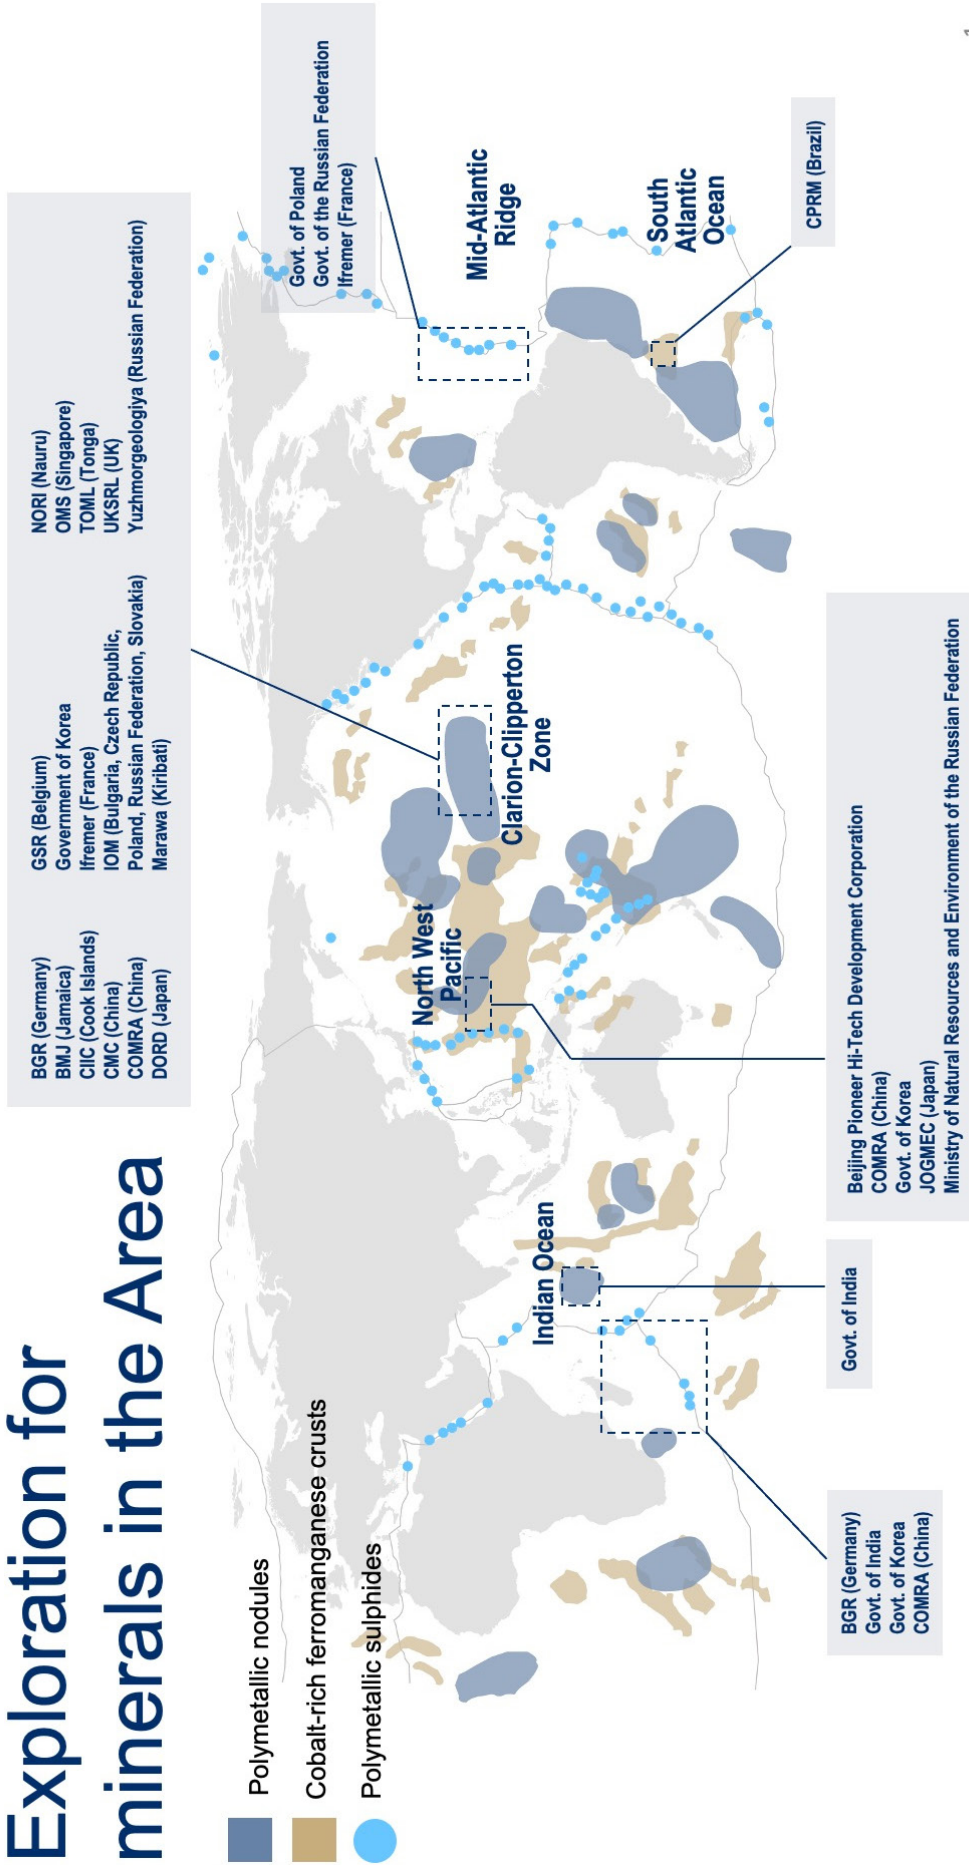 Exploration for
minerals in the Area
Polymetallic nodules
Cobalt-rich ferromanganese crusts
Polymetallic sulphides
BGR (Germany)
BMJ (Jamaica)
CIIC (Cook Islands)
CMC (China)
COMRA (China)
DORD (Japan)
GSR (Belgium)
Government of Korea
Ifremer (France)
IOM (Bulgaria, Czech Republic,
Poland, Russian Federation, Slovakia)
Marawa (Kiribati)
NORI (Nauru)
OMS (Singapore)
TOML (Tonga)
UKSRL (UK)
Yuzhmorgeologiya (Russian Federation)
Govt. of Poland
Govt. of the Russian Federation
Ifremer (France)
Mid-Atlantic
Ridge
South
Atlantic
Ocean
CPRM (Brazil)
Clarion-Clipperton
Zone
North West
Pacific
Indian Ocean
BGR (Germany)
Govt. of India
Govt. of Korea
COMRA (China)
Govt. of India
Beijing Pioneer Hi-Tech Development Corporation
COMRA (China)
Govt. of Korea
JOGMEC (Japan)
Ministry of Natural Resources and Environment of the Russian Federation